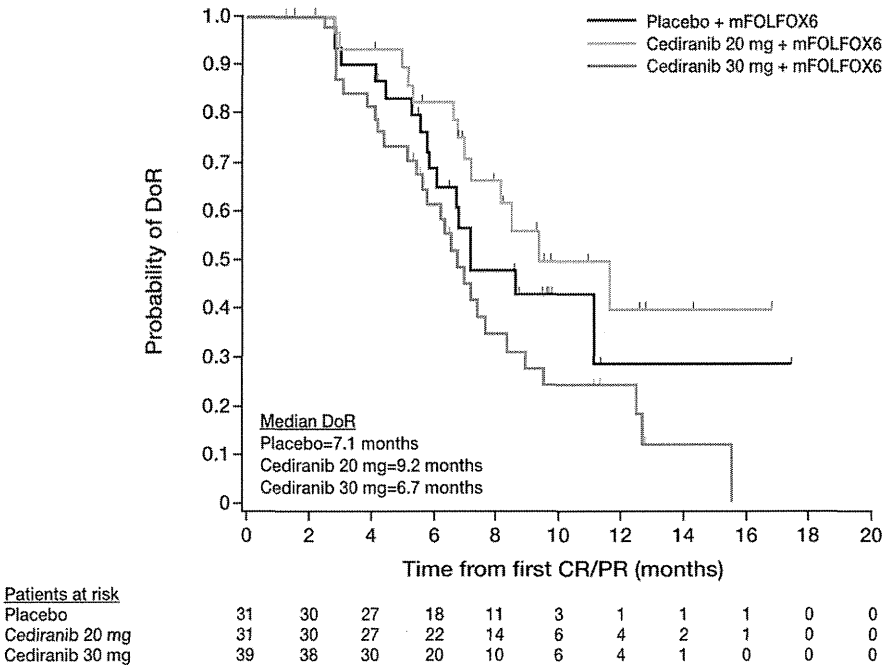 Placebo + mFOLFOX6
Cediranib 20 mg + mFOLFOX6
Cediranib 30 mg + mFOLFOX6
Probability of DoR
1.0
0.9
0.8
0.7
0.6
0.5
0.4
0.3
0.2
0.1
0
Median DoR
Placebo=7.1 months
Cediranib 20 mg=9.2 months
Cediranib 30 mg=6.7 months
0 2 4 6 8 10 12 14 16 18 20
Time from first CR/PR (months)
Patients at risk
Placebo 31 30 27 18 11 3 1 1 1 0 0
Cediranib 20 mg 31 30 27 22 14 6 4 2 1 0 0
Cediranib 30 mg 39 38 30 20 10 6 4 1 0 0 0